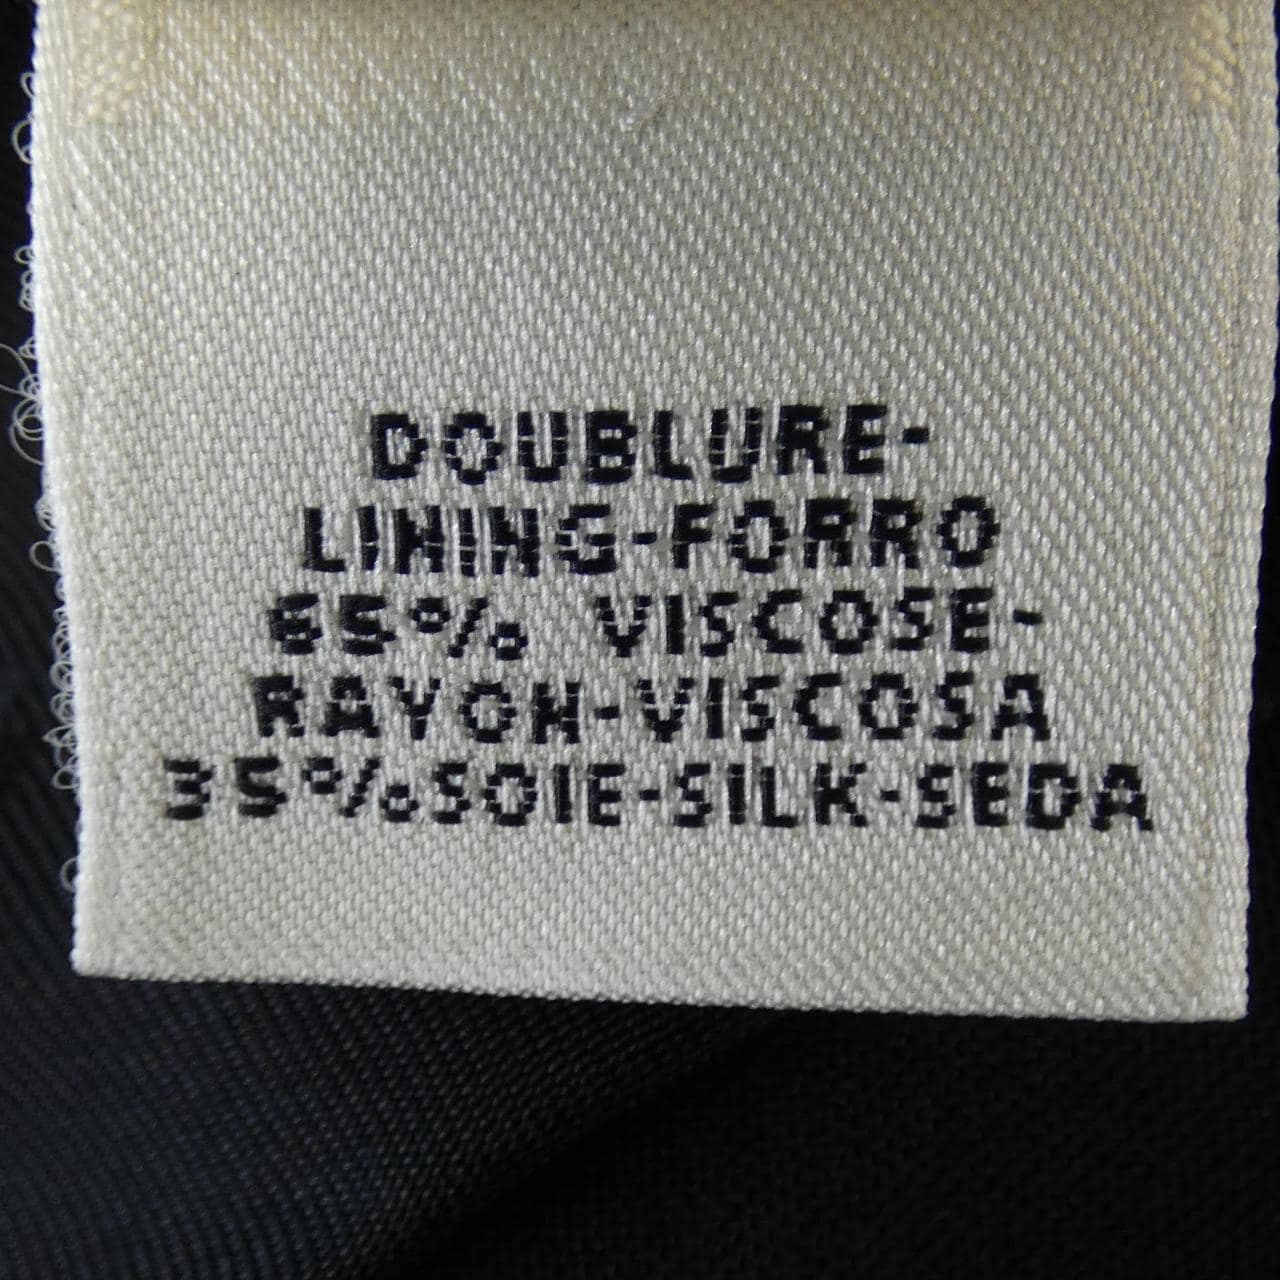 DOUBLURE-
LINING-FORRO
65% VISCOSE-
RAYON-VISCOSA
35%SOIE-SILK-SEDA